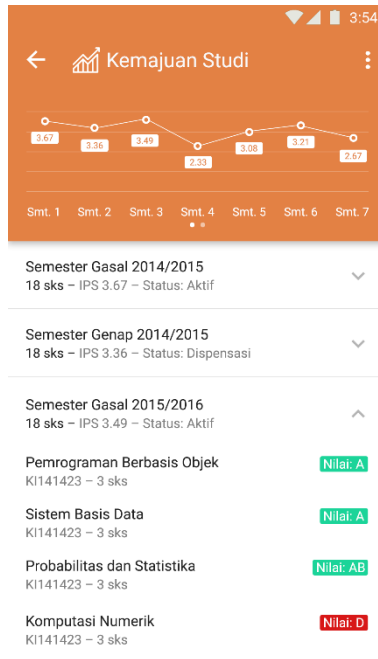 3:54
Kemajuan Studi
3.67
3.36
3.49
2.33
3.08
3.21
2.67
Smt. 1 Smt. 2 Smt. 3 Smt. 4 Smt. 5 Smt. 6 Smt. 7
Semester Gasal 2014/2015
18 sks – IPS 3.67 – Status: Aktif
Semester Genap 2014/2015
18 sks – IPS 3.36 – Status: Dispensasi
Semester Gasal 2015/2016
18 sks – IPS 3.49 – Status: Aktif
Pemrograman Berbasis Objek Nilai: A
KI141423 – 3 sks
Sistem Basis Data Nilai: A
KI141423 – 3 sks
Probabilitas dan Statistika Nilai: AB
KI141423 – 3 sks
Komputasi Numerik Nilai: D
KI141423 – 3 sks